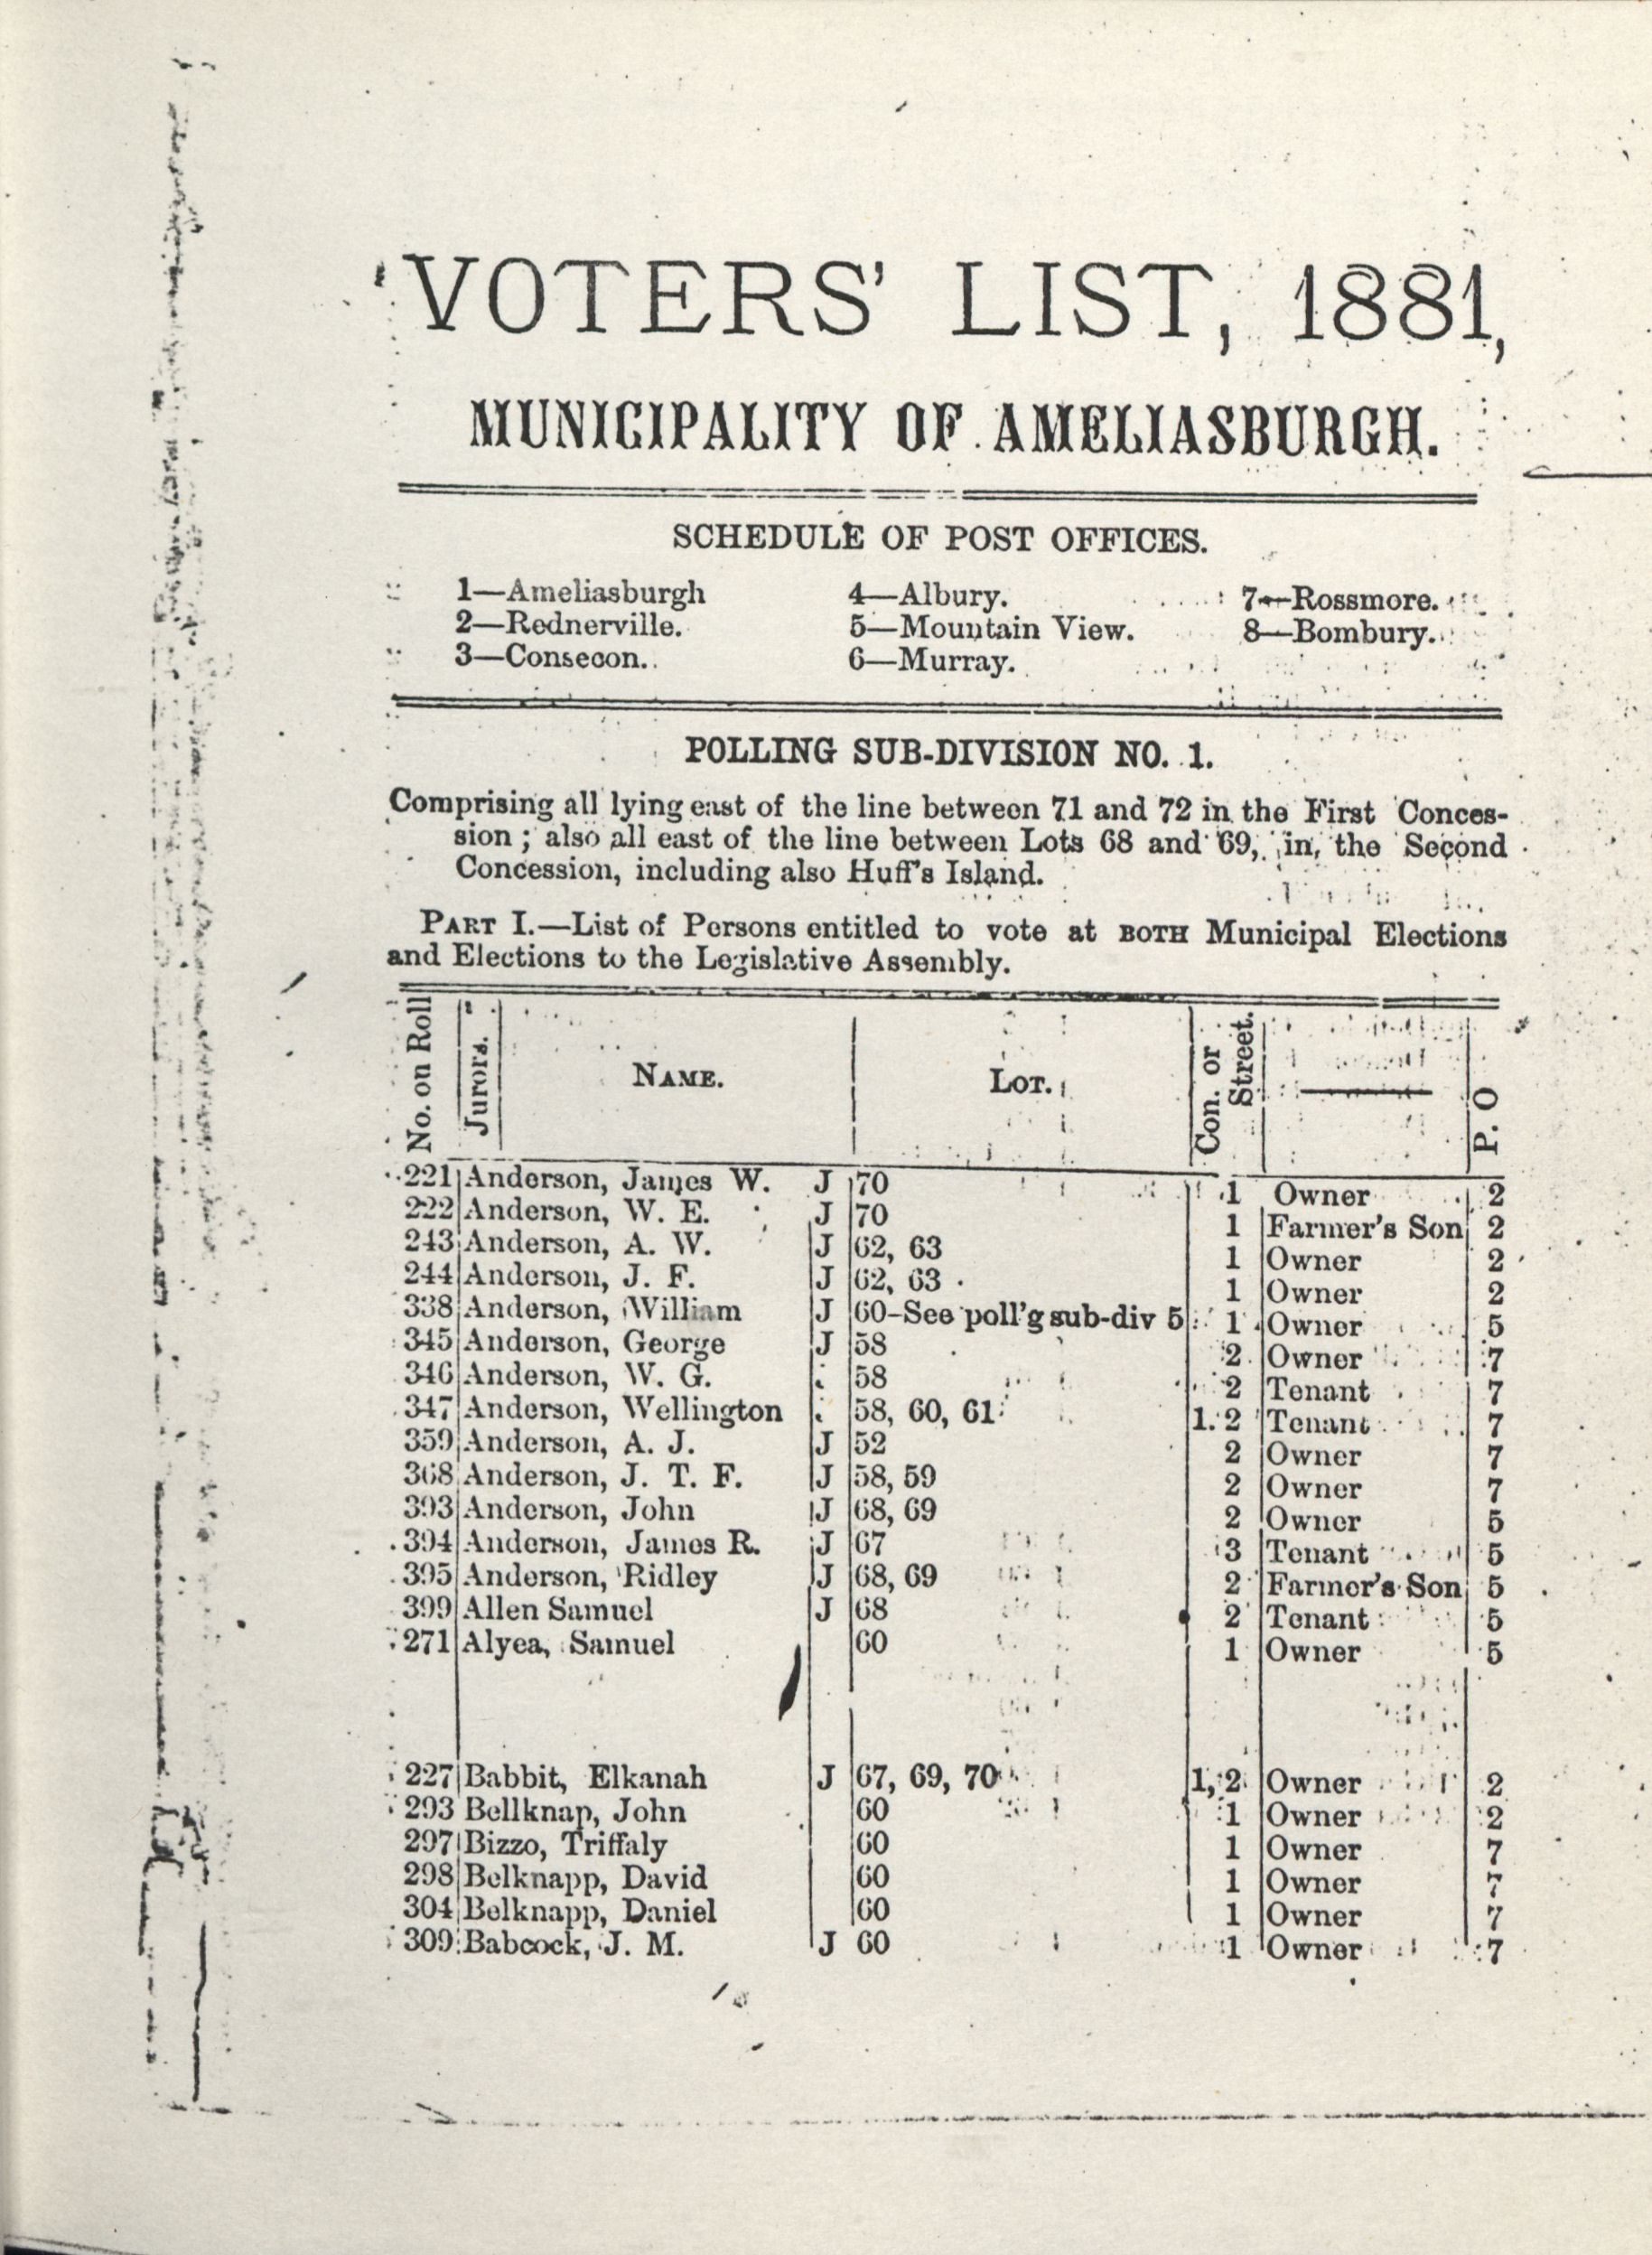 VOTERS' LIST, 1881,
MUNICIPALITY OF AMELIASBURGH.
SCHEDULE OF POST OFFICES.
1—Ameliasburgh 4—Albury. 7—Rossmore.
2—Rednerville. 5—Mountain View. 8—Bombury.
3—Consecon. 6—Murray.
POLLING SUB-DIVISION NO. 1.
Comprising all lying east of the line between 71 and 72 in the First Conces-
sion ; also all east of the line between Lots 68 and 69, in, the Second
Concession, including also Huff's Island.
PART I.—List of Persons entitled to vote at BOTH Municipal Elections
and Elections to the Legislative Assembly.
No. on Roll Jurors. NAME. LOT. Con. or Street. P. O
221 Anderson, James W. J 70 1 Owner 2
222 Anderson, W. E. J 70 1 Farmer's Son 2
243 Anderson, A. W. J 62, 63 1 Owner 2
244 Anderson, J. F. J 62, 63 1 Owner 2
338 Anderson, William J 60-See poll'g sub-div 5 1 Owner 5
345 Anderson, George J 58 2 Owner 7
346 Anderson, W. G. 58 2 Tenant 7
347 Anderson, Wellington 58, 60, 61 1. 2 Tenant 7
359 Anderson, A. J. J 52 2 Owner 7
368 Anderson, J. T. F. J 58, 59 2 Owner 7
393 Anderson, John J 68, 69 2 Owner 5
394 Anderson, James R. J 67 3 Tenant 5
395 Anderson, Ridley J 68, 69 2 Farmer's Son 5
399 Allen Samuel J 68 2 Tenant 5
271 Alyea, Samuel 60 1 Owner 5
227 Babbit, Elkanah J 67, 69, 70 1, 2 Owner 2
293 Bellknap, John 60 1 Owner 2
297 Bizzo, Triffaly 60 1 Owner 7
298 Belknapp, David 60 1 Owner 7
304 Belknapp, Daniel 60 1 Owner 7
309 Babcock, J. M. J 60 1 Owner 7